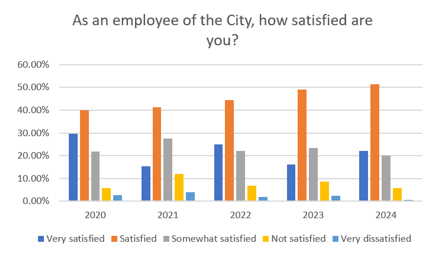 As an employee of the City, how satisfied are
you?
60.00%
50.00%
40.00%
30.00%
20.00%
10.00%
0.00%
2020 2021 2022 2023 2024
Very satisfied Satisfied Somewhat satisfied Not satisfied Very dissatisfied